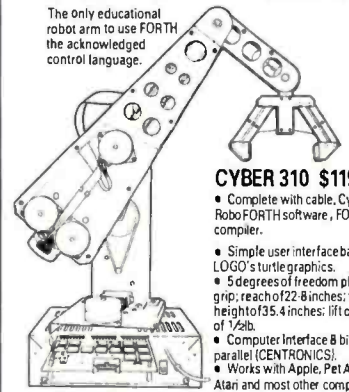 The only educational
robot arm to use FORTH
the acknowledged
control language.
CYBER 310 $119
• Complete with cable, Cy
RoboFORTH software, FO
compiler.
• Simple user interface ba
LOGO's turtle graphics.
• 5 degrees of freedom pl
grip; reach of 22·8 inches;
height of 35.4 inches; lift c
of 1/2lb.
• Computer Interface 8 bi
parallel (CENTRONICS).
• Works with Apple, Pet A
Atari and most other comp